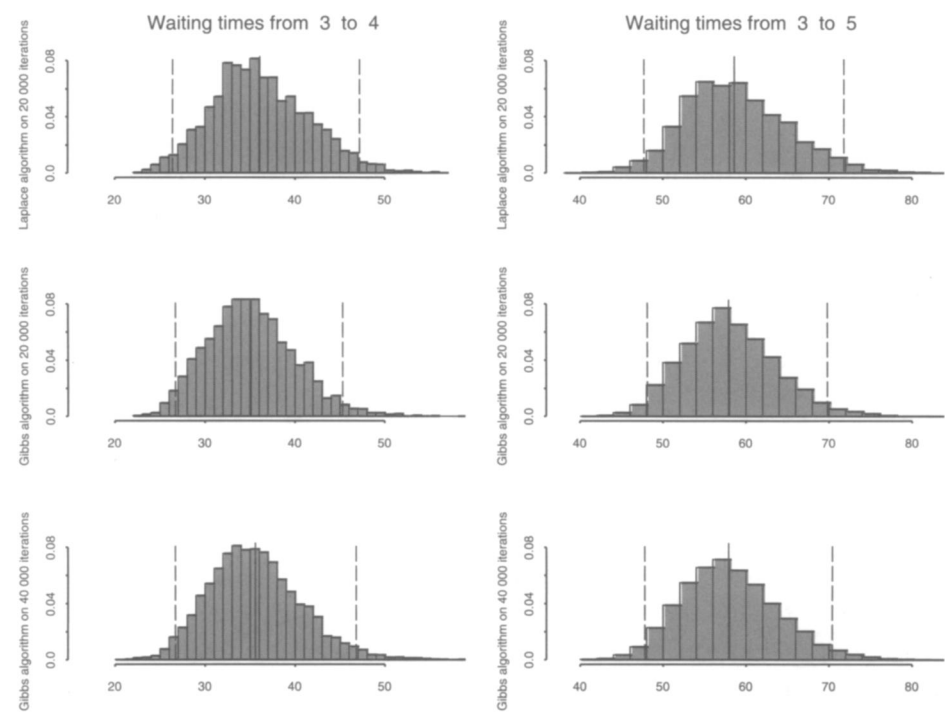 Waiting times from 3 to 4
Laplace algorithm on 20 000 iterations
0.08
0.04
0.0
20 30 40 50
Waiting times from 3 to 5
Laplace algorithm on 20 000 iterations
0.08
0.04
0.0
40 50 60 70 80
Gibbs algorithm on 20 000 iterations
0.08
0.04
0.0
20 30 40 50
Gibbs algorithm on 20 000 iterations
0.08
0.04
0.0
40 50 60 70 80
Gibbs algorithm on 40 000 iterations
0.08
0.04
0.0
20 30 40 50
Gibbs algorithm on 40 000 iterations
0.08
0.04
0.0
40 50 60 70 80